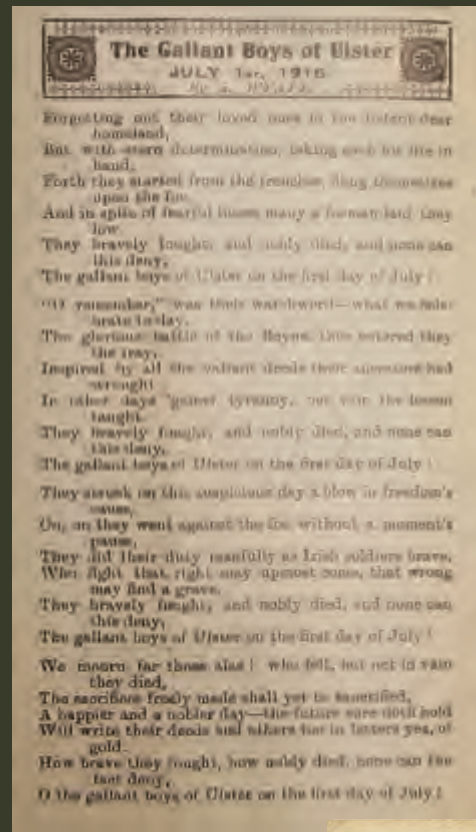 The Gallant Boys of Ulster
JULY 1st, 1916
Forgetting not their loved ones in the distant dear
homeland,
But with stern determination, taking each his life in
hand,
Forth they started from the trenches, flung themselves
upon the foe,
And in spite of fearful losses many a foeman laid they
low.
They bravely fought, and nobly died, and none can
this deny,
The gallant boys of Ulster on the first day of July!
remember," was their watchword—what we
to-day,
The glorious battle of the Boyne, thus entered they
the fray,
Inspired by all the valiant deeds their ancestors had
wrought
In other days 'gainst tyranny, the lesson
taught.
They bravely fought, and nobly died, and none can
this deny,
The gallant boys of Ulster on the first day of July!
They struck on this auspicious day a blow in freedom's
cause,
On, on they went against the foe without a moment's
pause,
They did their duty manfully as Irish soldiers brave,
Who fight that right may upmost come, that wrong
may find a grave.
They bravely fought, and nobly died, and none can
this deny,
The gallant boys of Ulster on the first day of July!
We mourn for those alas! who fell, but not in vain
they died,
The sacrifices freely made shall yet be sanctified,
A happier and a nobler day—the future sure doth hold
Will write their deeds and others too in letters yes, of
gold.
How brave they fought, how nobly died, none can the
fact deny,
O the gallant boys of Ulster on the first day of July!